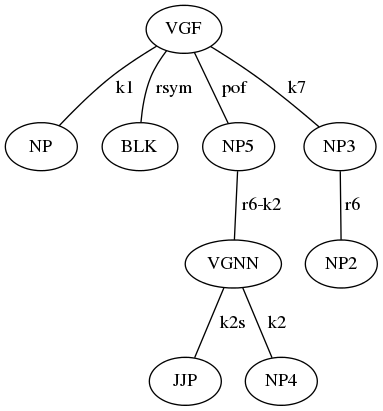 VGF
k1 rsym pof k7
NP BLK NP5 NP3
r6-k2 r6
VGNN NP2
k2s k2
JJP NP4